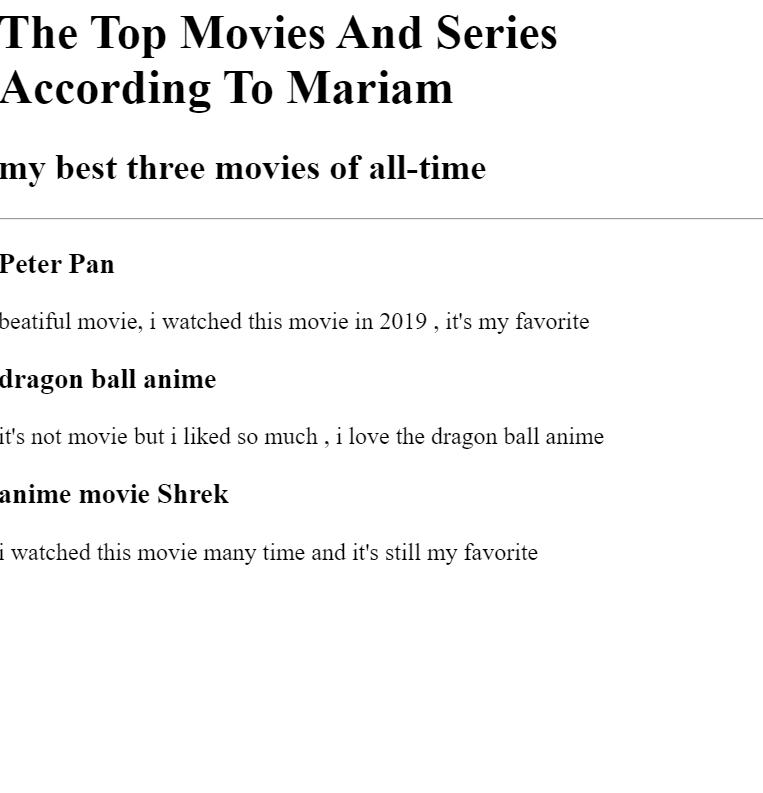 The Top Movies And Series
According To Mariam
my best three movies of all-time
Peter Pan
beatiful movie, i watched this movie in 2019 , it's my favorite
dragon ball anime
it's not movie but i liked so much , i love the dragon ball anime
anime movie Shrek
i watched this movie many time and it's still my favorite